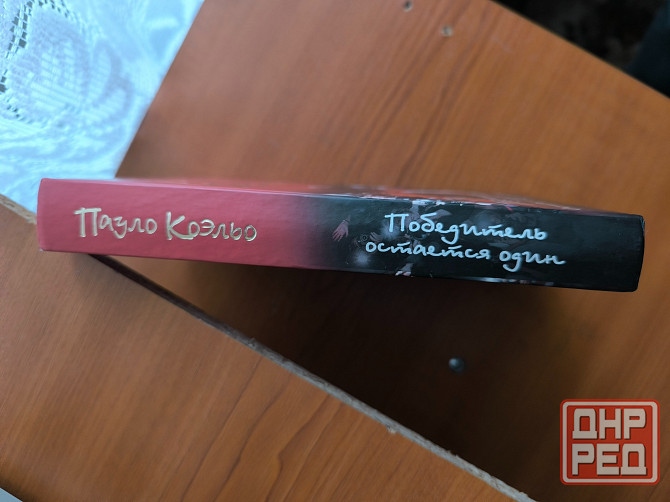 Пауло Коэльо
Победитель
остается один
ДНР
РЕД